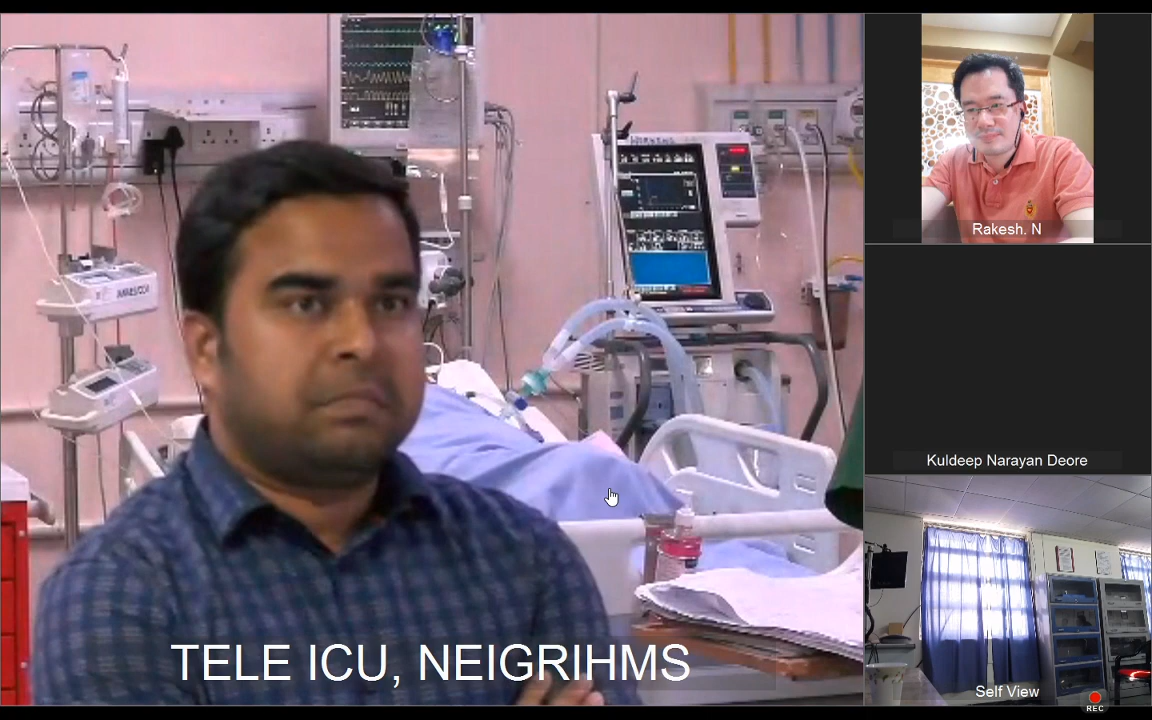 Rakesh. N
Kuldeep Narayan Deore
TELE ICU, NEIGRIHMS
Self View
REC